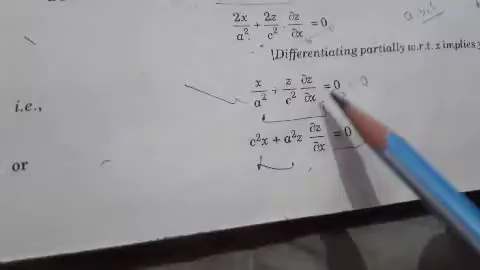 2x/a² + 2z/c² · ∂z/∂x = 0
\Differentiating partially w.r.t. x implies
i.e., x/a² + z/c² ∂z/∂x = 0
or c²x + a²z ∂z/∂x = 0